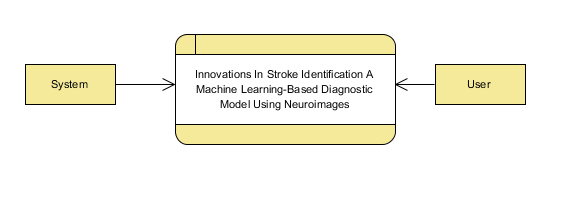 System
Innovations In Stroke Identification A
Machine Learning-Based Diagnostic
Model Using Neuroimages
User